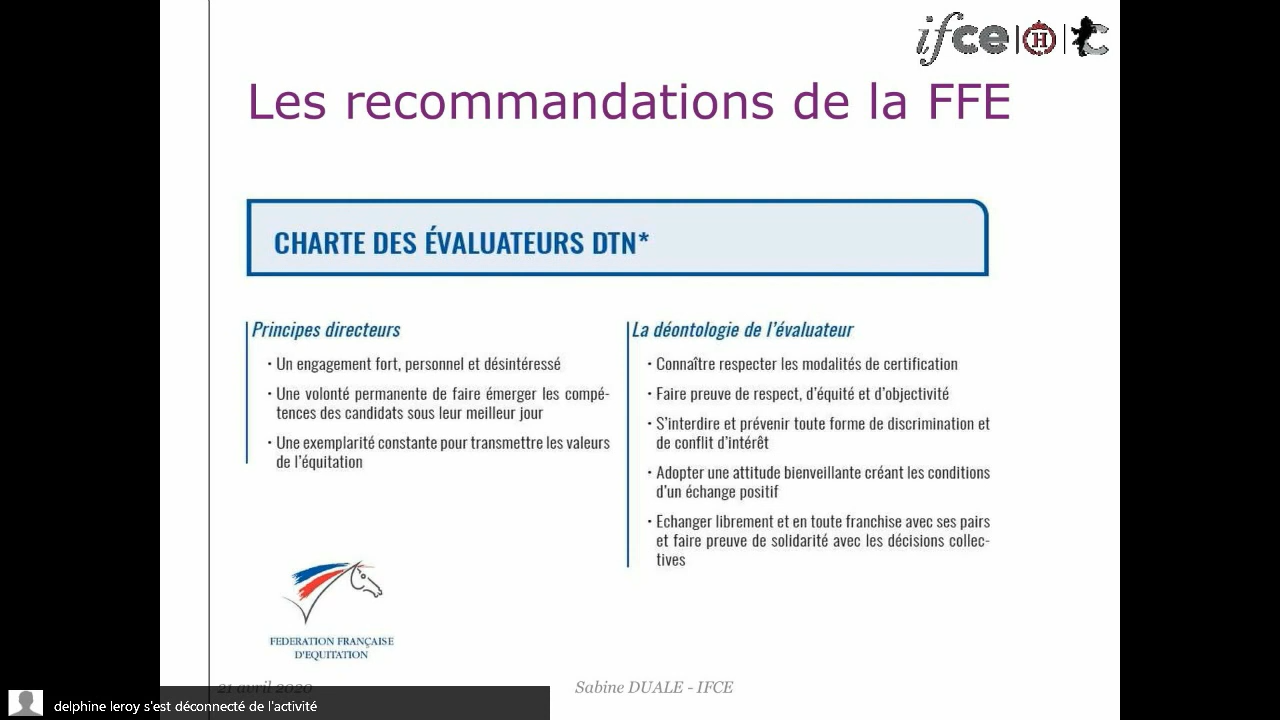 ifce | H | C
Les recommandations de la FFE
CHARTE DES ÉVALUATEURS DTN*
Principes directeurs
• Un engagement fort, personnel et désintéressé
• Une volonté permanente de faire émerger les compé-
tences des candidats sous leur meilleur jour
• Une exemplarité constante pour transmettre les valeurs
de l'équitation
La déontologie de l'évaluateur
• Connaître respecter les modalités de certification
• Faire preuve de respect, d'équité et d'objectivité
• S'interdire et prévenir toute forme de discrimination et
de conflit d'intérêt
• Adopter une attitude bienveillante créant les conditions
d'un échange positif
• Echanger librement et en toute franchise avec ses pairs
et faire preuve de solidarité avec les décisions collec-
tives
FEDERATION FRANÇAISE
D'EQUITATION
21 avril 2020
Sabine DUALE - IFCE
delphine leroy s'est déconnecté de l'activité